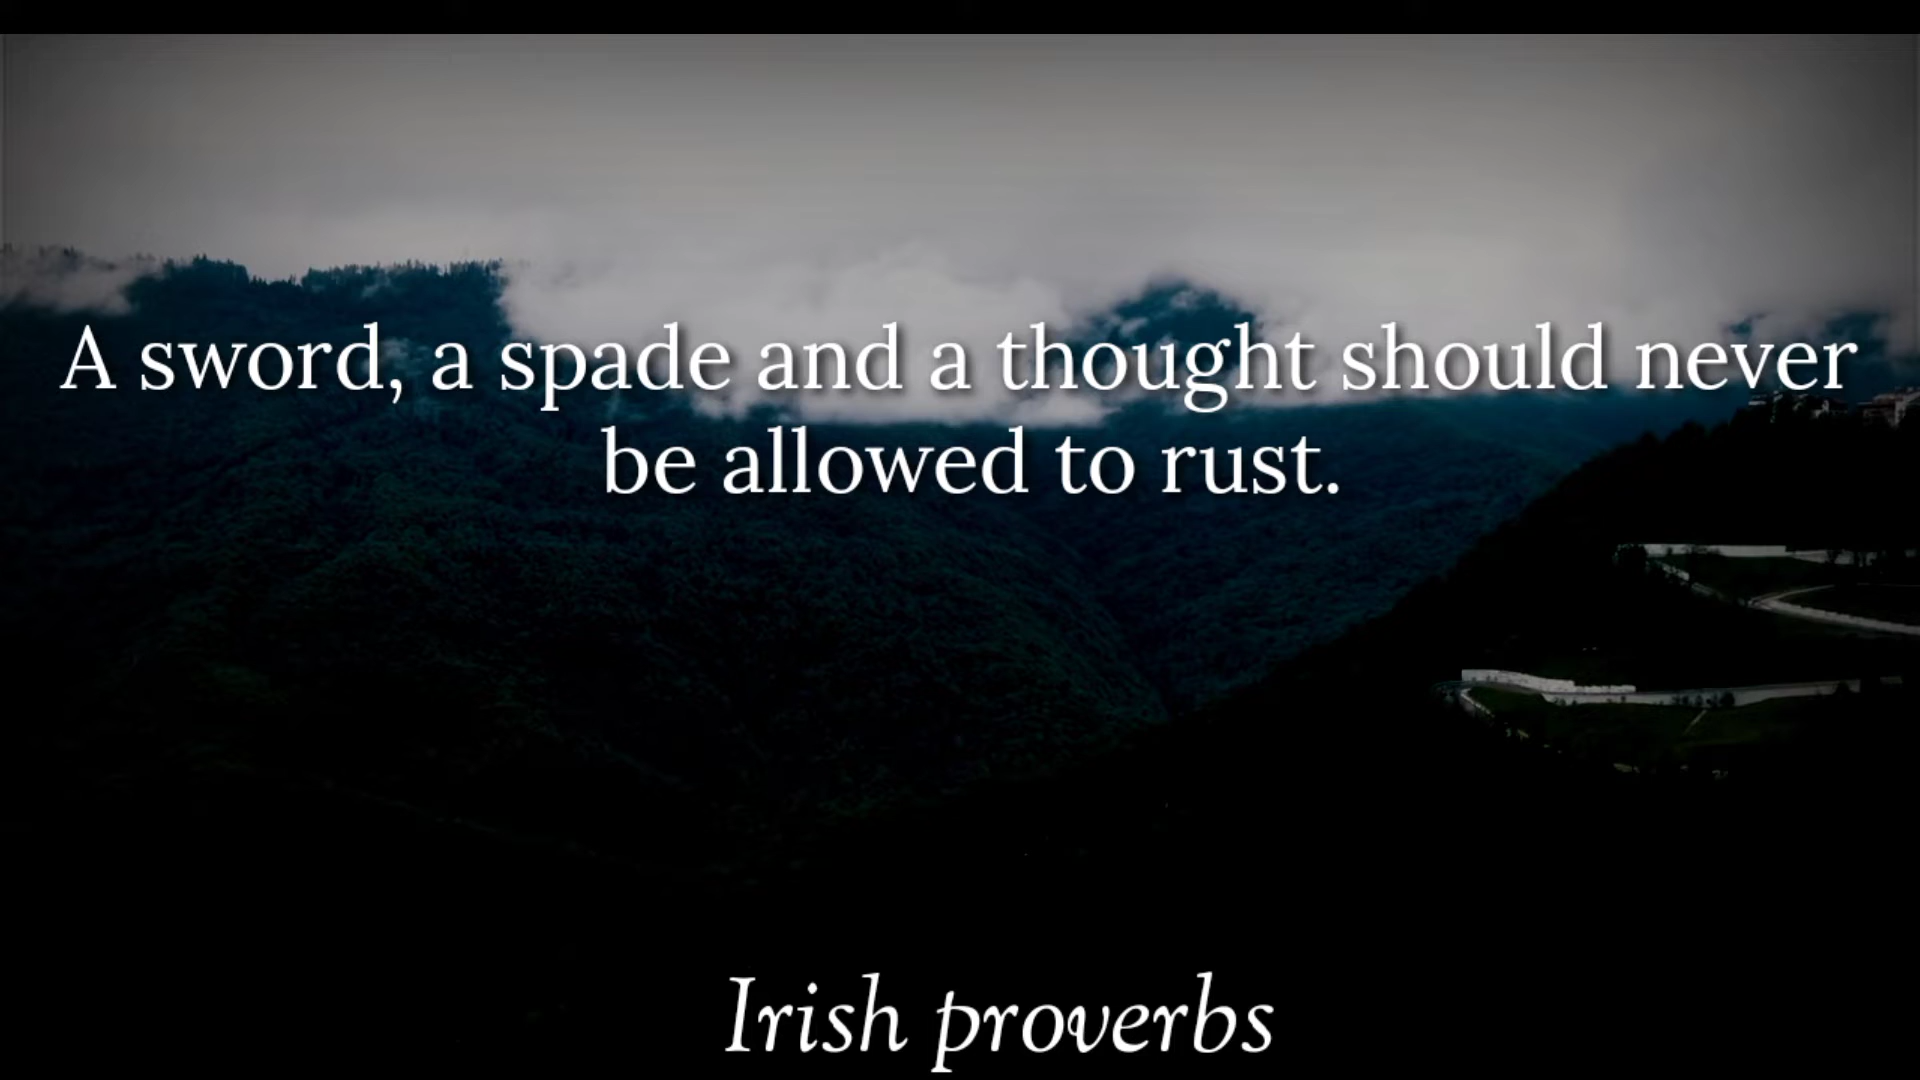 A sword, a spade and a thought should never
be allowed to rust.
Irish proverbs